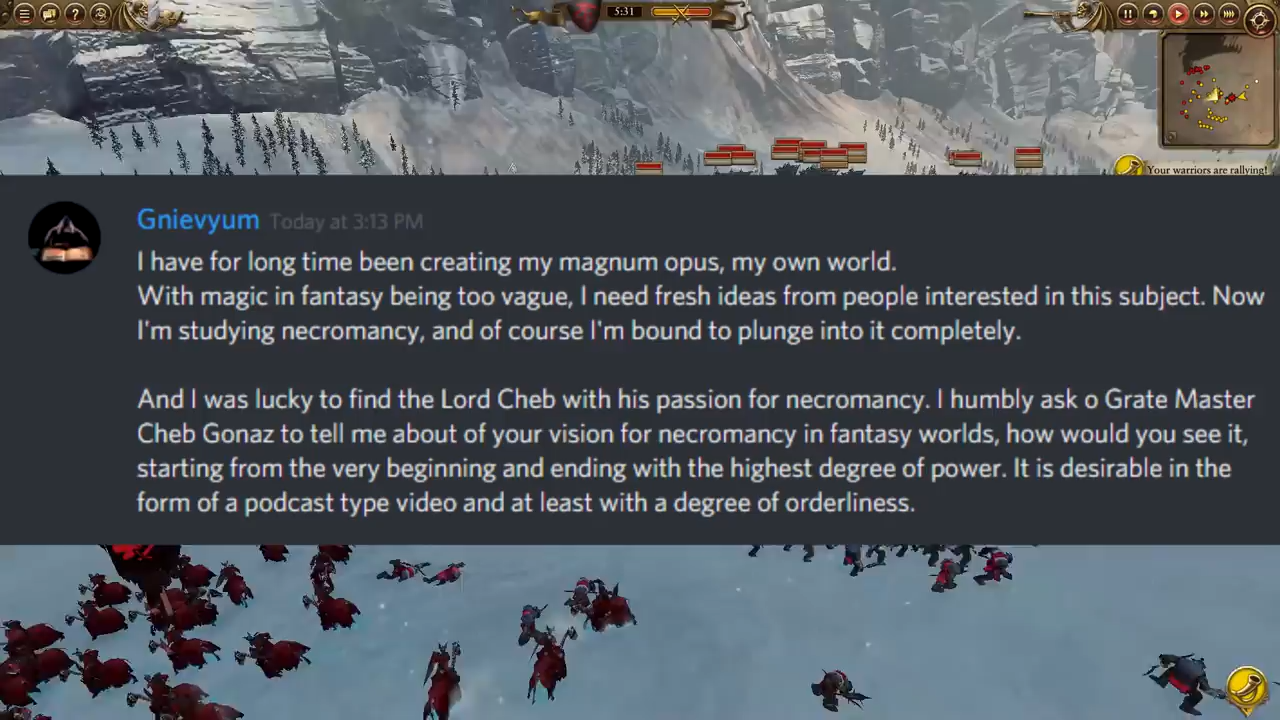 5:31
Your warriors are rallying!
Gnievyum Today at 3:13 PM
I have for long time been creating my magnum opus, my own world.
With magic in fantasy being too vague, I need fresh ideas from people interested in this subject. Now
I'm studying necromancy, and of course I'm bound to plunge into it completely.
And I was lucky to find the Lord Cheb with his passion for necromancy. I humbly ask o Grate Master
Cheb Gonaz to tell me about of your vision for necromancy in fantasy worlds, how would you see it,
starting from the very beginning and ending with the highest degree of power. It is desirable in the
form of a podcast type video and at least with a degree of orderliness.